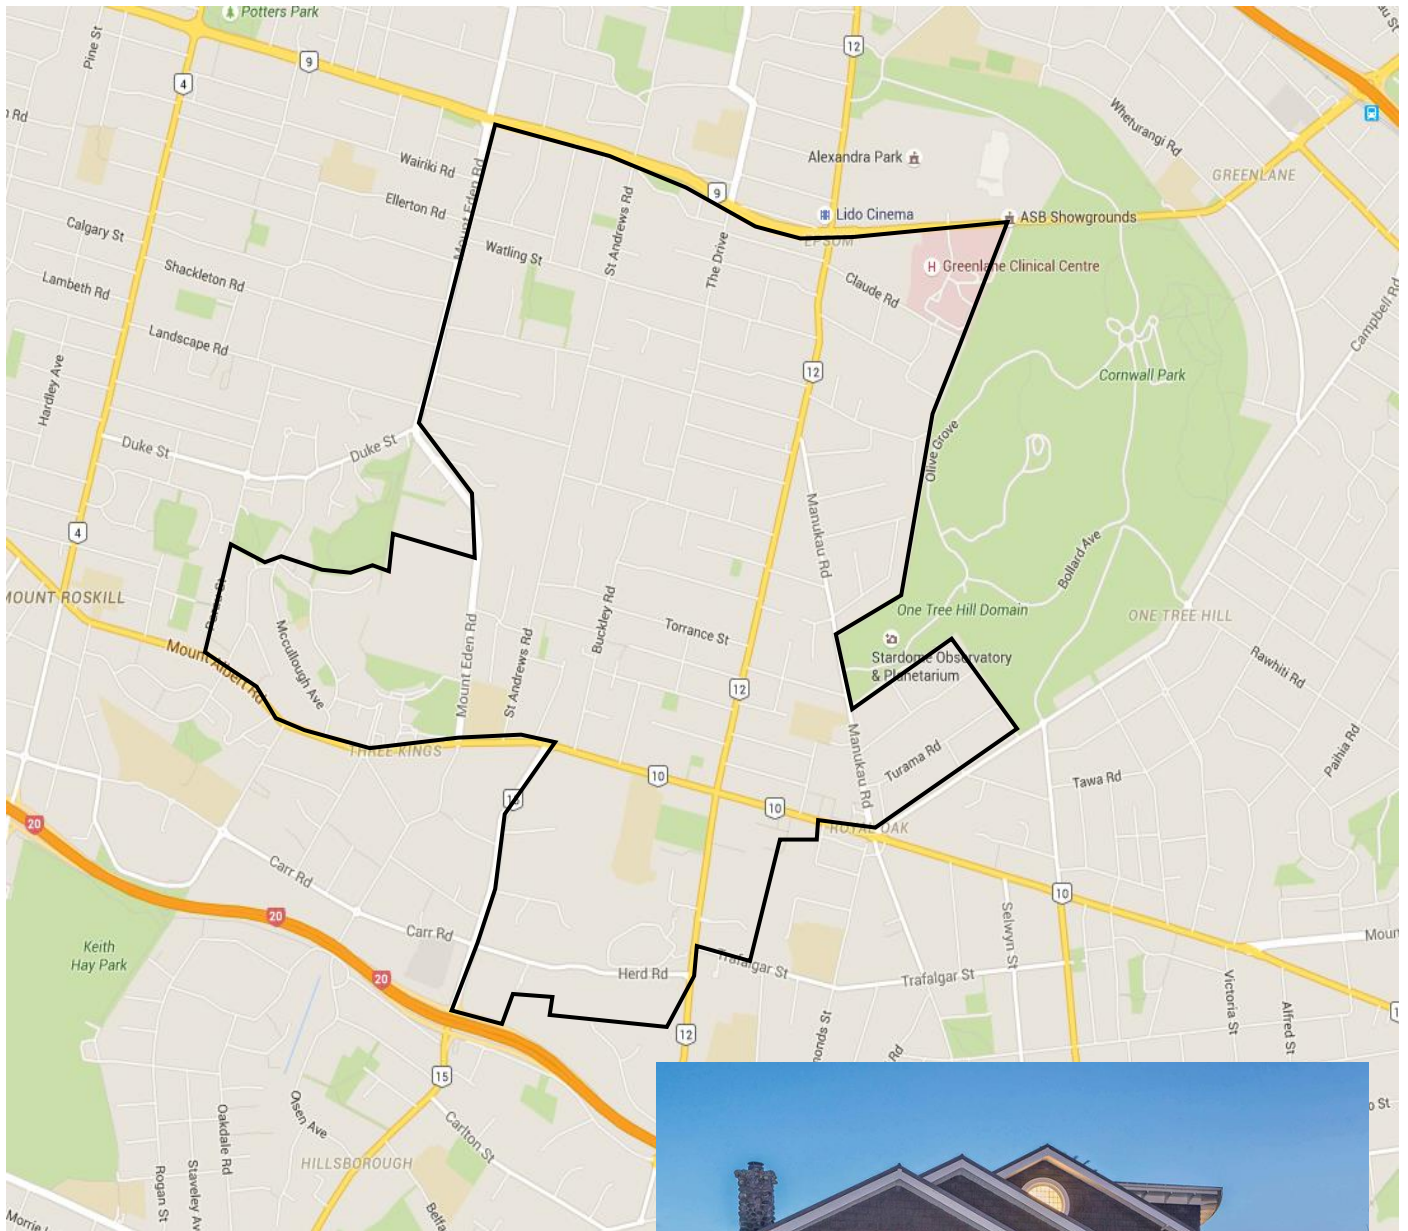 Potters Park
Pine St
9
12
4
Wheturangi Rd
Alexandra Park
GREENLANE
Wairiki Rd
Mount Eden Rd
Ellerton Rd
St Andrews Rd
9
Lido Cinema
ASB Showgrounds
EPSOM
Calgary St
Watling St
The Drive
Greenlane Clinical Centre
H
Shackleton Rd
Claude Rd
Lambeth Rd
Campbell Rd
Landscape Rd
12
Cornwall Park
Hardley Ave
Duke St
Duke St
Olive Grove
Manukau Rd
4
Bollard Ave
MOUNT ROSKILL
One Tree Hill Domain
ONE TREE HILL
Buckley Rd
Torrance St
Mccullough Ave
Mount Eden Rd
St Andrews Rd
Mount Albert Rd
Stardome Observatory
& Planetarium
Rawhiti Rd
12
THREE KINGS
Manukau Rd
Turama Rd
Paihia Rd
10
Tawa Rd
10
ROYAL OAK
20
Carr Rd
10
Selwyn St
20
Carr Rd
Keith
Hay Park
Herd Rd
Trafalgar St
Trafalgar St
20
Victoria St
Alfred St
12
Rd
15
Olsen Ave
Oakdale Rd
Carlton St
HILLSBOROUGH
Rogan St